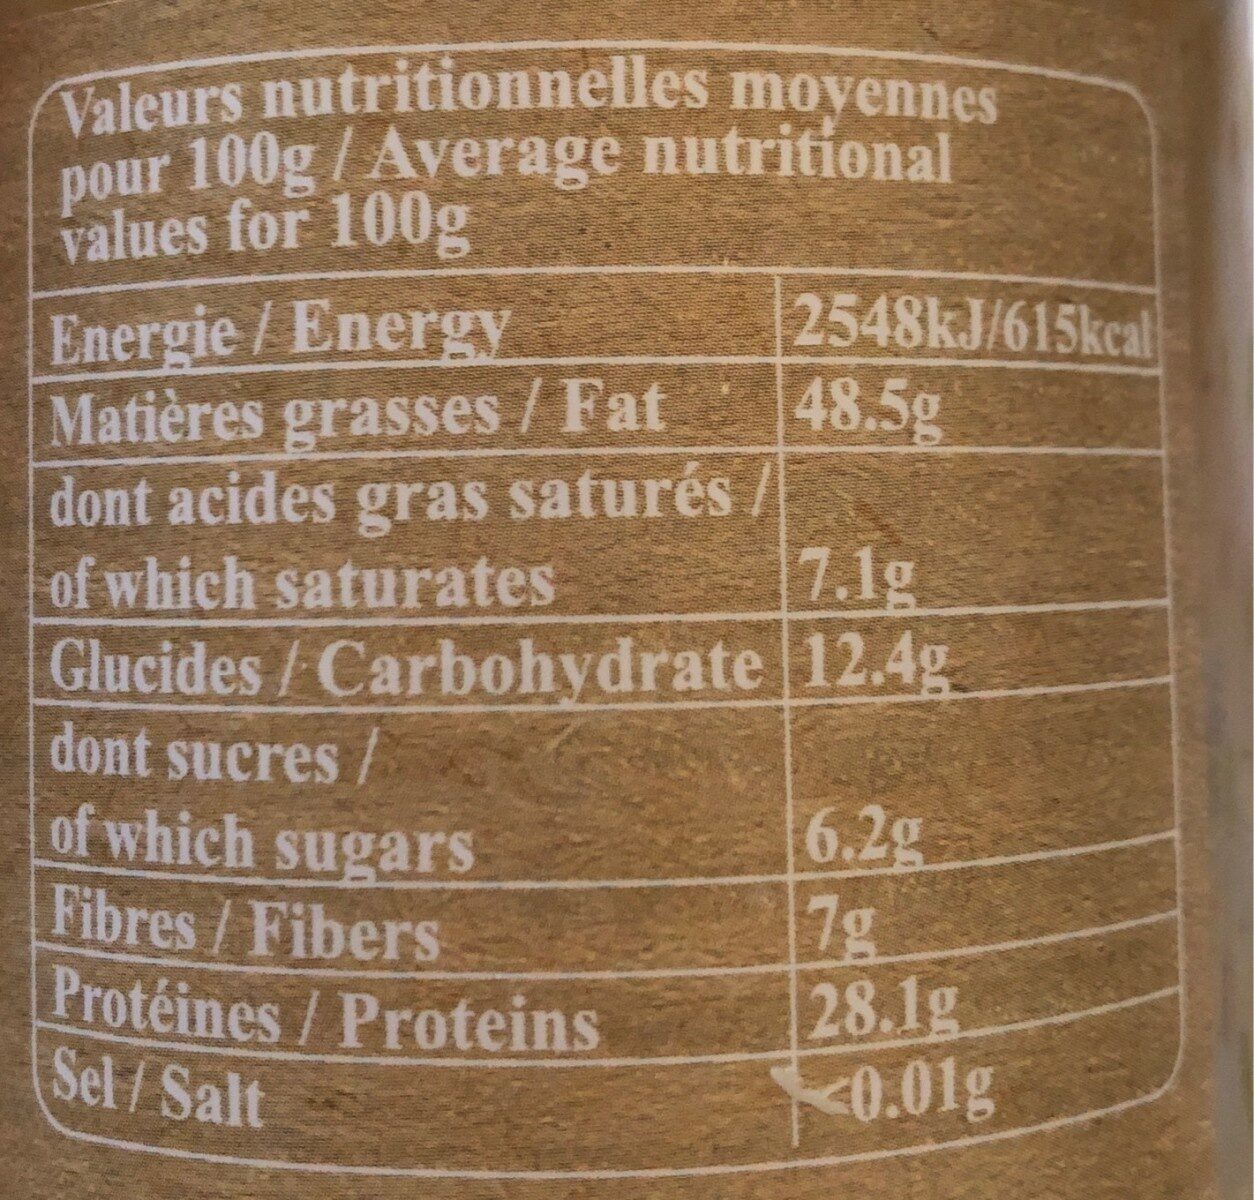 Valeurs nutritionnelles moyennes
pour 100g / Average nutritional
values for 100g
Energie / Energy 2548kJ/615kcal
Matières grasses / Fat 48.5g
dont acides gras saturés /
of which saturates 7.1g
Glucides / Carbohydrate 12.4g
dont sucres /
of which sugars 6.2g
Fibres / Fibers 7g
Protéines / Proteins 28.1g
Sel / Salt <0.01g